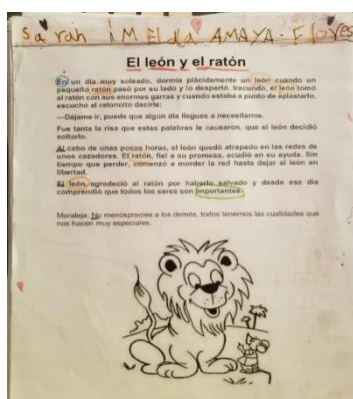 Sarah IMElda AMAYA. Flores
El león y el ratón
En un día muy soleado, dormía plácidamente un león cuando un
pequeño ratón pasó por su lado y lo despertó. Iracundo, el león tomó
al ratón con sus enormes garras y cuando estaba a punto de aplastarlo,
escuchó al ratoncito decirle:
—Déjame ir, puede que algún día llegues a necesitarme.
Fue tanta la risa que estas palabras le causaron, que el león decidió
soltarlo.
Al cabo de unas pocas horas, el león quedó atrapado en las redes de
unos cazadores. El ratón, fiel a su promesa, acudió en su ayuda. Sin
tiempo que perder, comenzó a morder la red hasta dejar al león en
libertad.
El león agradeció al ratón por haberlo salvado y desde ese día
comprendió que todos los seres son importantes.
Moraleja: No menosprecies a los demás, todos tenemos las cualidades que
nos hacen muy especiales.